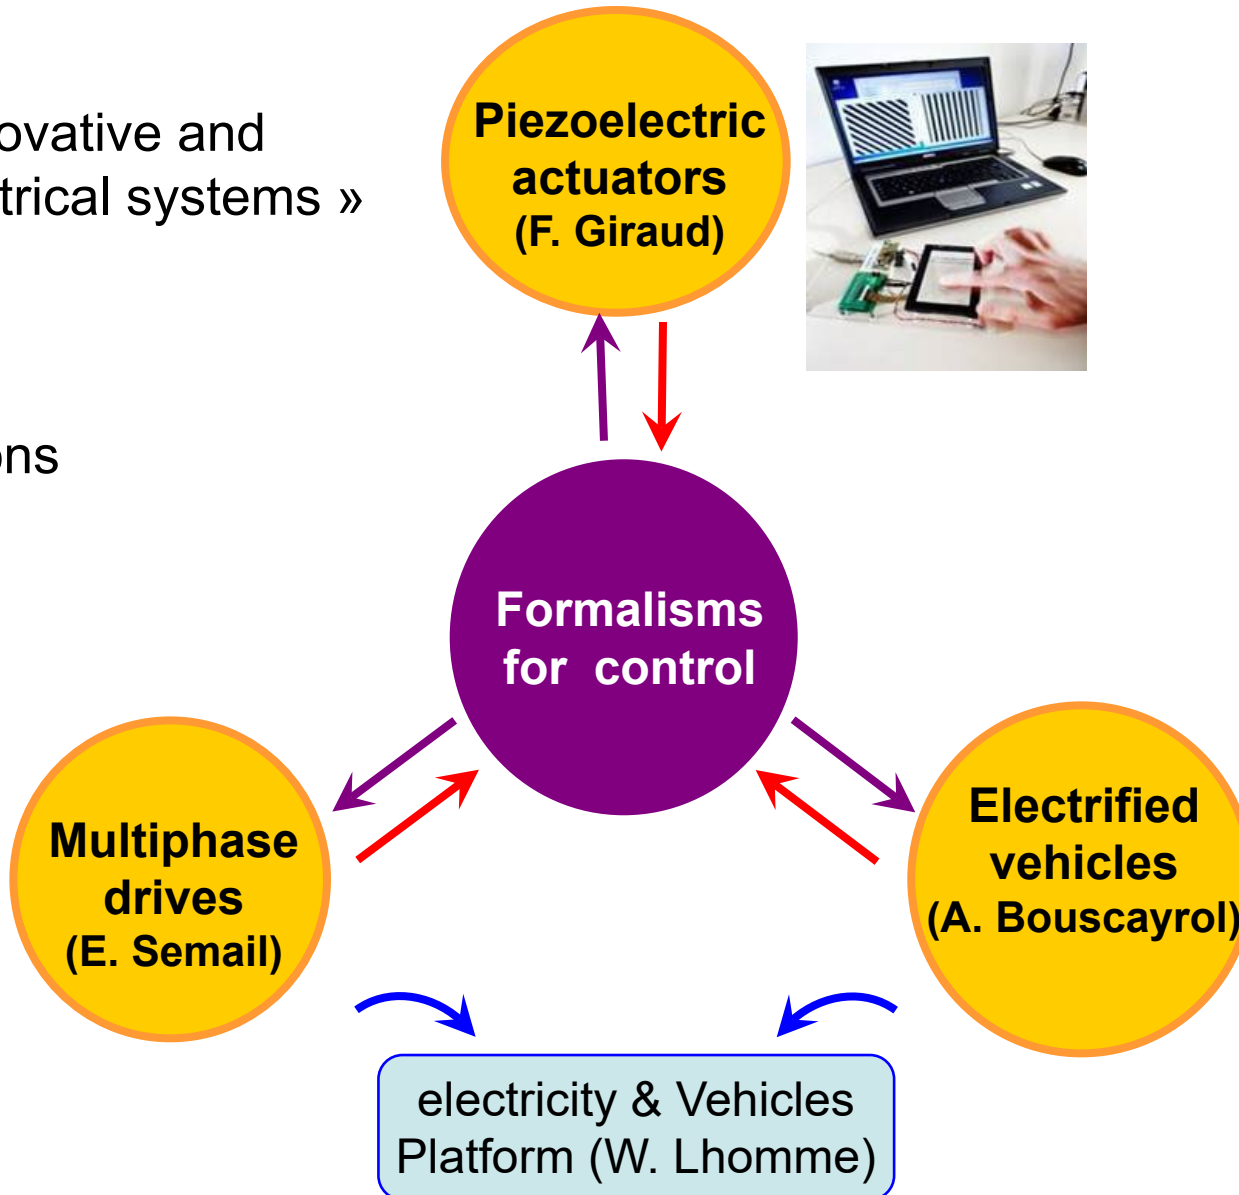 ovative and
trical systems »
ons
Piezoelectric
actuators
(F. Giraud)
Formalisms
for control
Multiphase
drives
(E. Semail)
Electrified
vehicles
(A. Bouscayrol)
electricity & Vehicles
Platform (W. Lhomme)